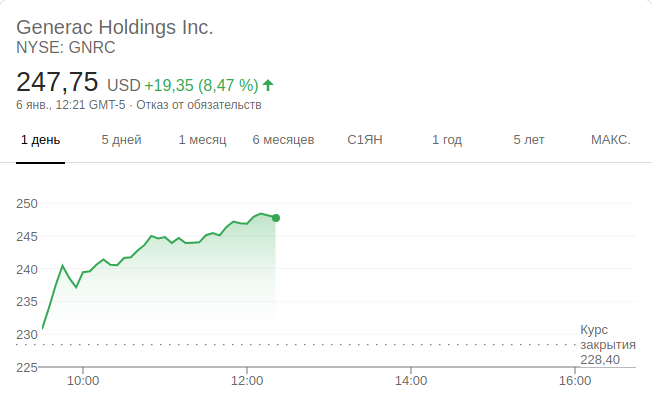 Generac Holdings Inc.
NYSE: GNRC
247,75 USD +19,35 (8,47 %)
6 янв., 12:21 GMT-5 · Отказ от обязательств
1 день 5 дней 1 месяц 6 месяцев С1ЯН 1 год 5 лет МАКС.
250
245
240
235
230
Курс
закрытия
228,40
225
10:00 12:00 14:00 16:00